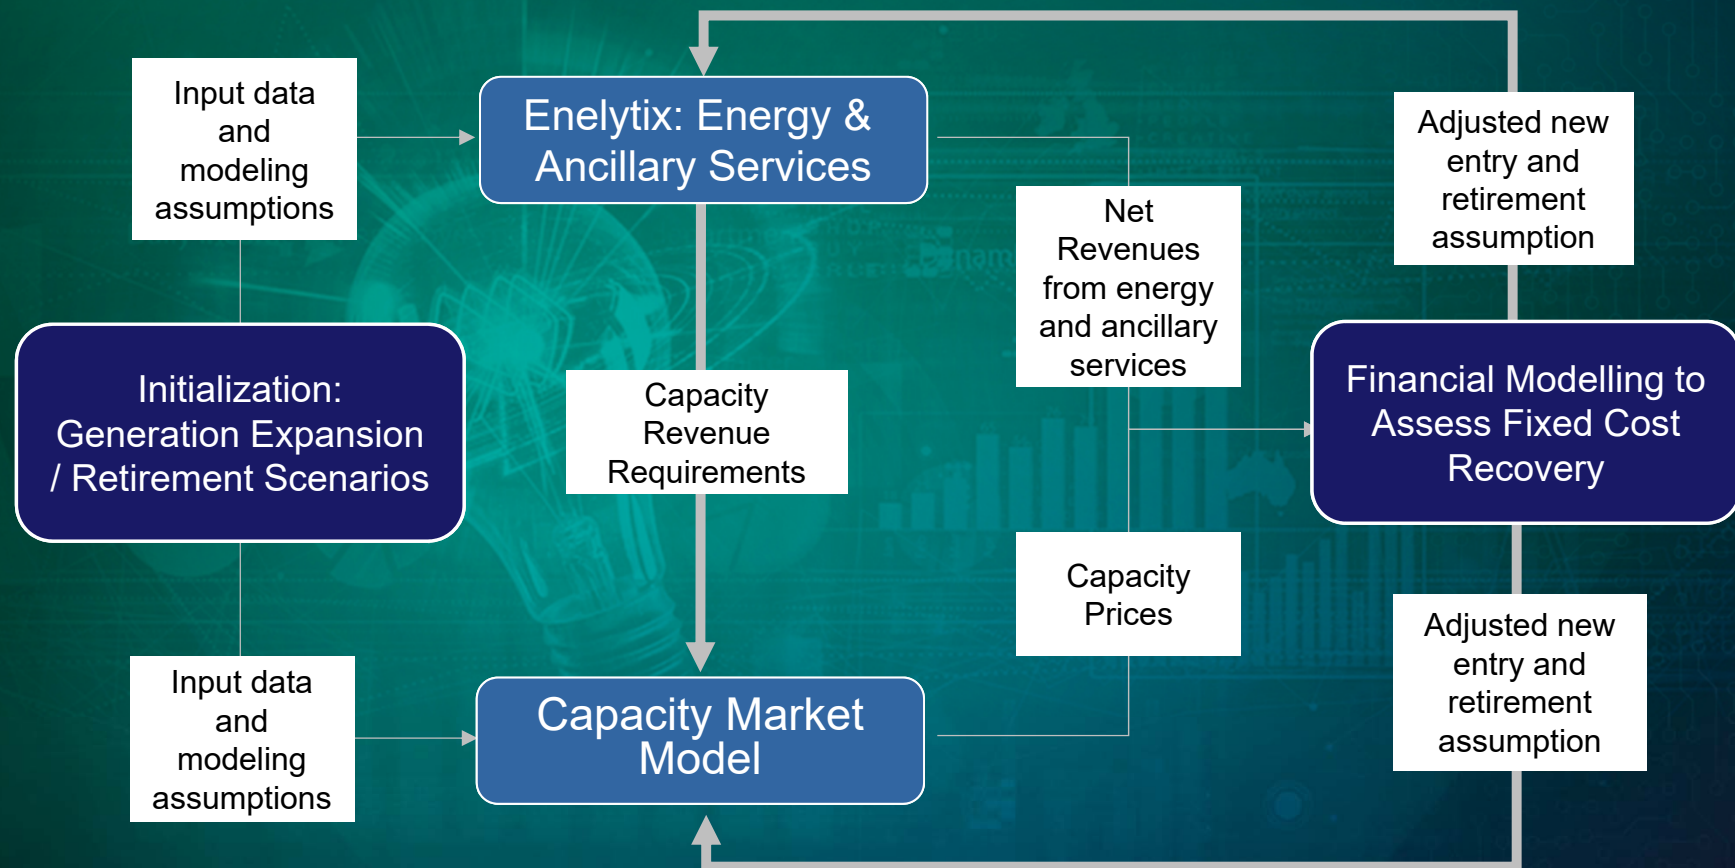 Input data
and
modeling
assumptions
Enelytix: Energy &
Ancillary Services
Adjusted new
entry and
retirement
assumption
Net
Revenues
from energy
and ancillary
services
Initialization:
Generation Expansion
/ Retirement Scenarios
Capacity
Revenue
Requirements
Financial Modelling to
Assess Fixed Cost
Recovery
Capacity
Prices
Input data
and
modeling
assumptions
Capacity Market
Model
Adjusted new
entry and
retirement
assumption